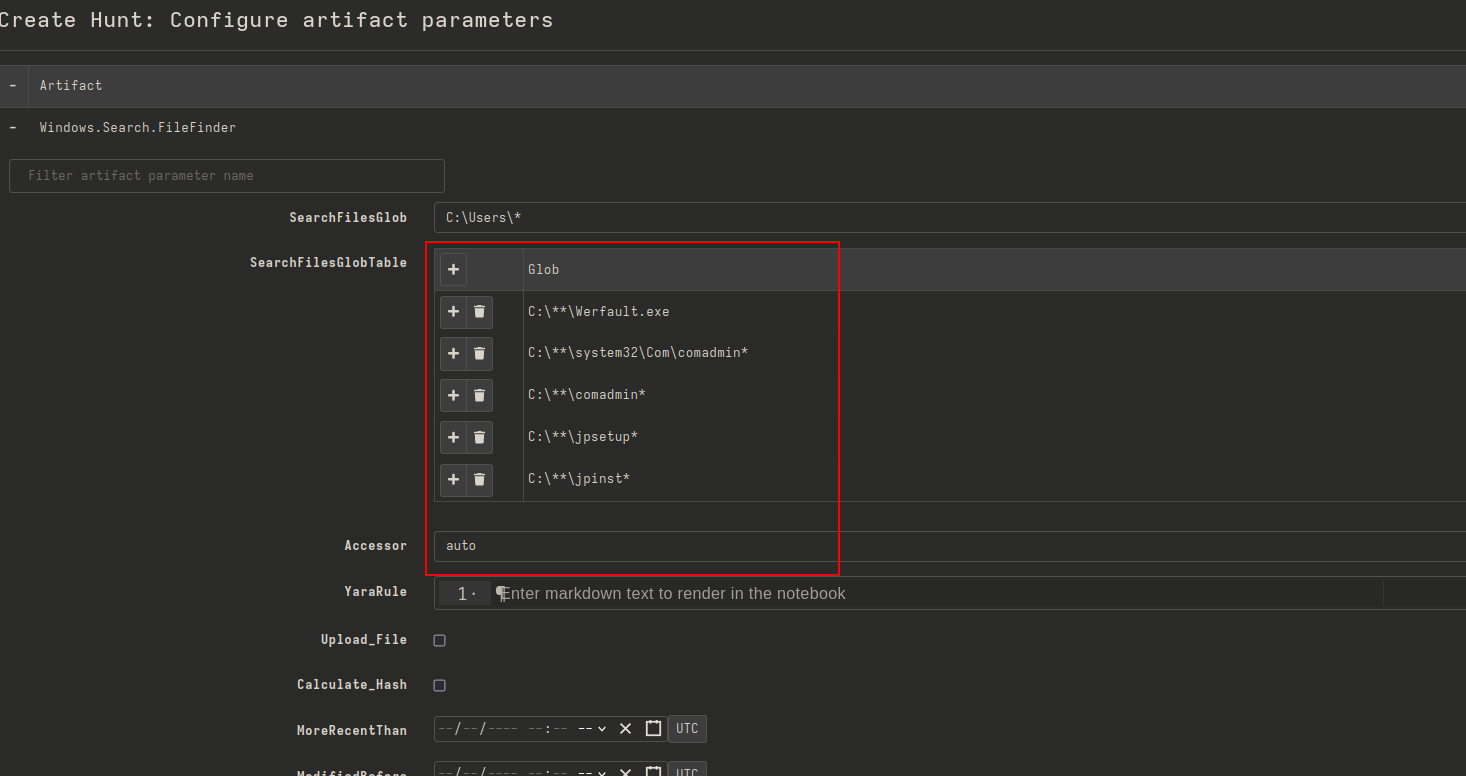 Create Hunt: Configure artifact parameters
- Artifact
- Windows.Search.FileFinder
Filter artifact parameter name
SearchFilesGlob C:\Users\*
SearchFilesGlobTable + Glob
+ C:\**\Werfault.exe
+ C:\**\system32\Com\comadmin*
+ C:\**\comadmin*
+ C:\**\jpsetup*
+ C:\**\jpinst*
Accessor auto
YaraRule 1· ¶Enter markdown text to render in the notebook
Upload_File
Calculate_Hash
MoreRecentThan --/--/---- --:-- -- UTC
ModifiedBefore --/--/---- --:-- -- UTC